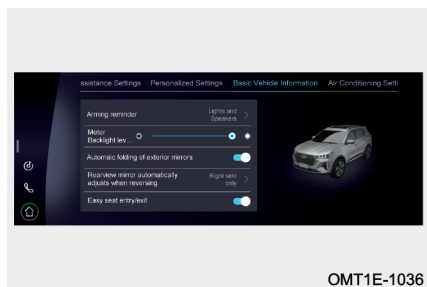 ssistance Settings Personalized Settings Basic Vehicle Information Air Conditioning Setti
Arming reminder
Lights and
Speakers
Meter
Backlight lev...
Automaic folding of exterior mirrors
Rearview mirror automatically
adjusts when reversing
Right side
only
Easy seat entry/exit
OMT1E-1036